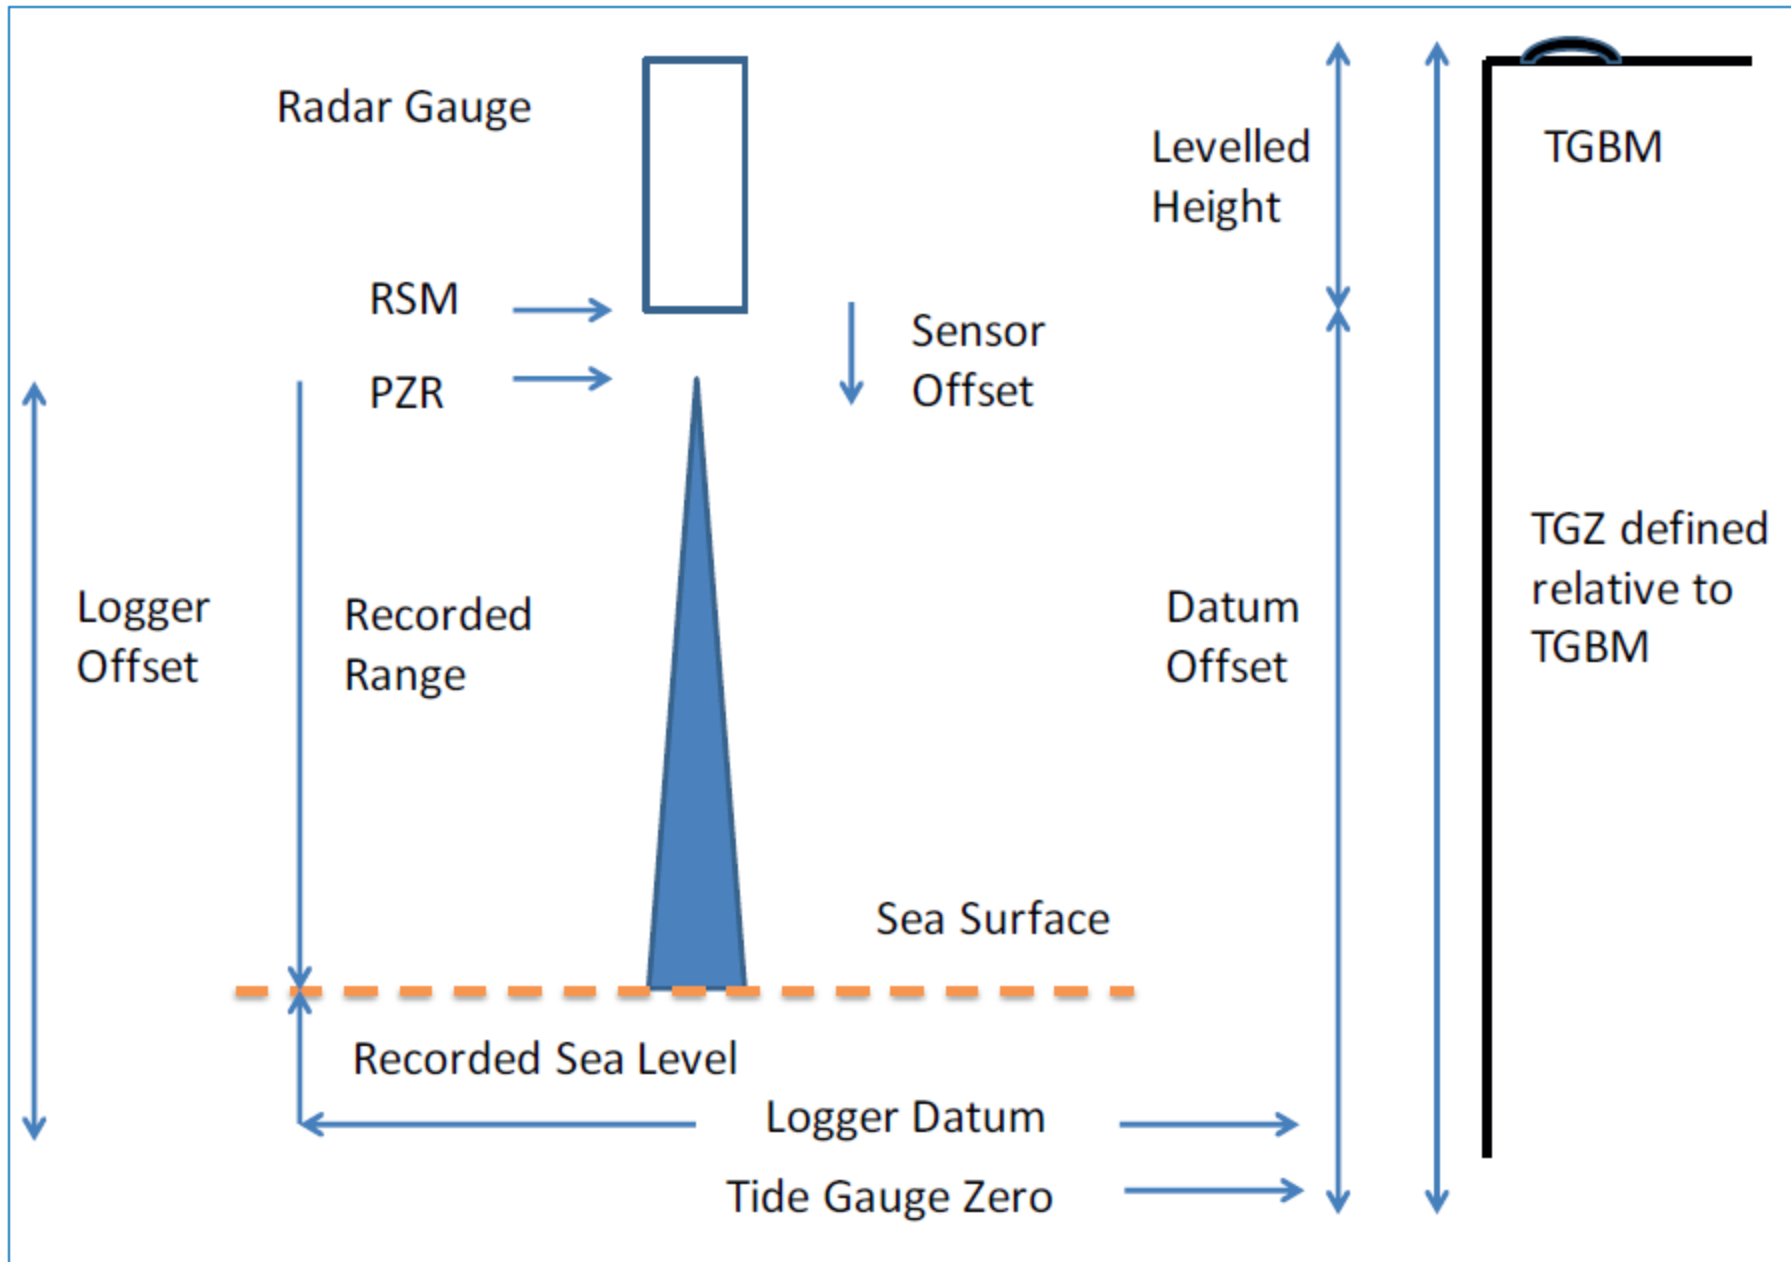 Radar Gauge
TGBM
Levelled
Height
RSM
Sensor
Offset
PZR
TGZ defined
relative to
TGBM
Logger
Offset
Recorded
Range
Datum
Offset
Sea Surface
Recorded Sea Level
Logger Datum
Tide Gauge Zero